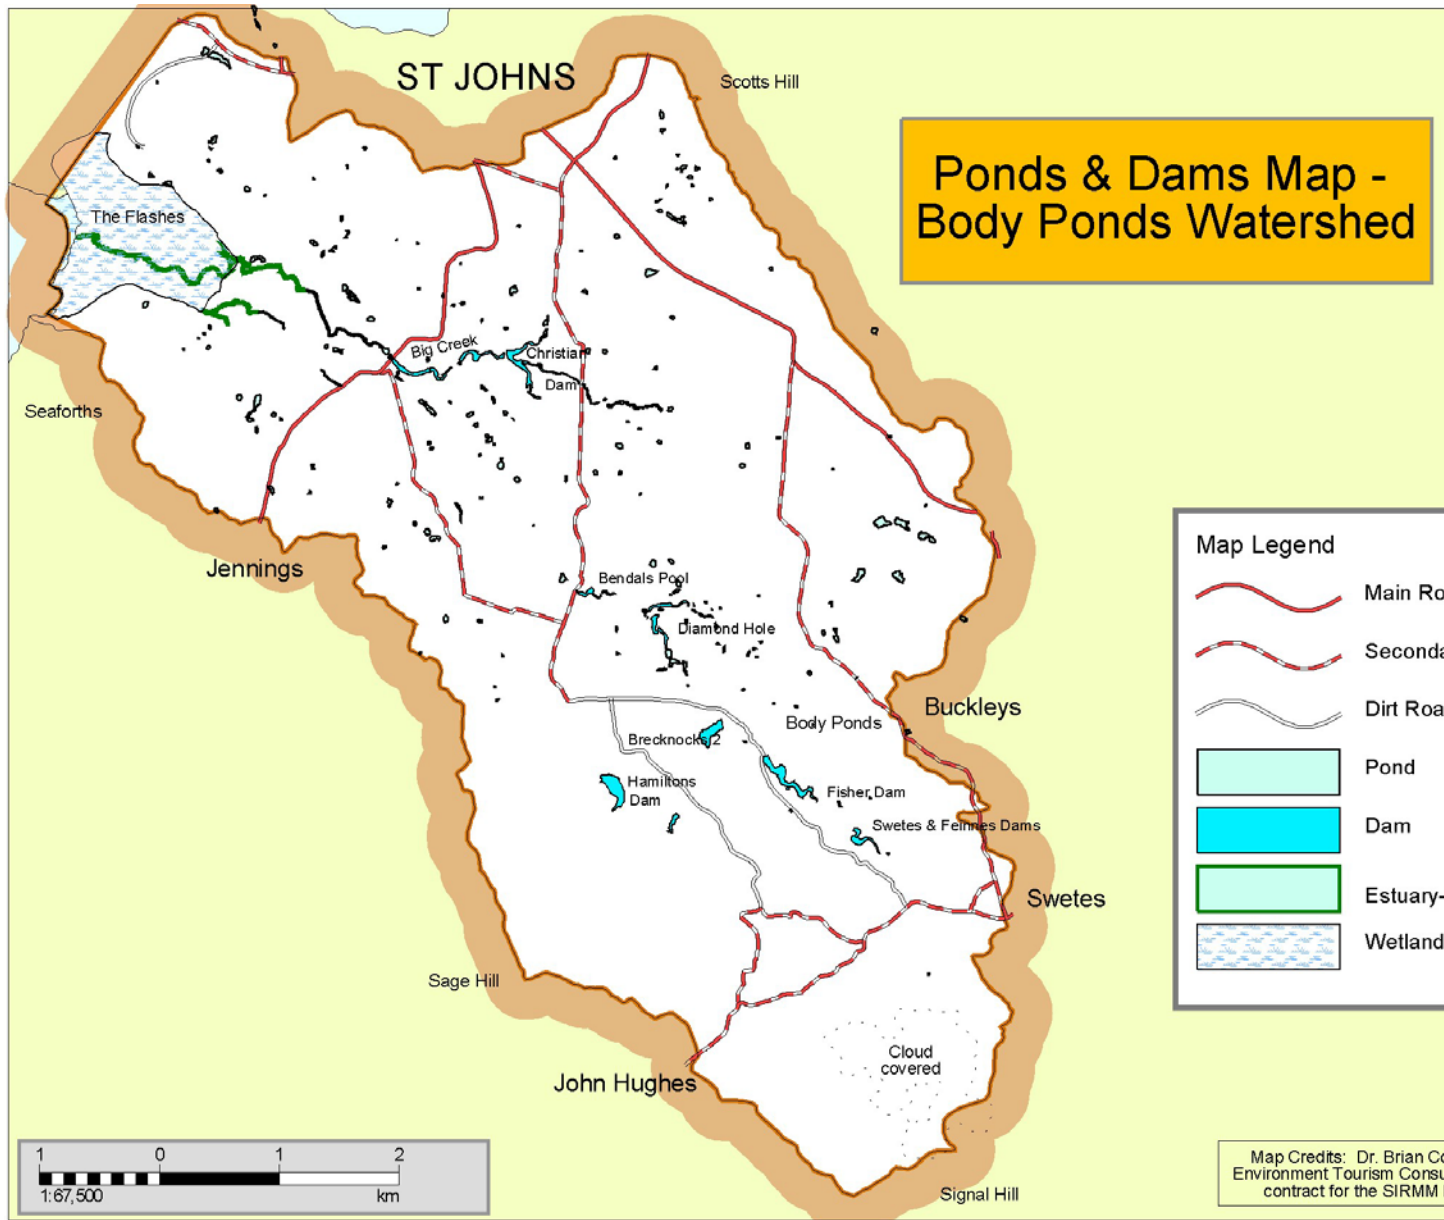 ST JOHNS
Scotts Hill
Ponds & Dams Map -
Body Ponds Watershed
The Flashes
Big Creek
Christian
Dam
Seaforths
Jennings
Map Legend
Main Ro
Seconda
Dirt Roa
Pond
Dam
Estuary-
Wetland
Bendals Pool
Diamond Hole
Buckleys
Body Ponds
Brecknocks 2
Hamiltons
Dam
Fisher Dam
Swetes & Feinnes Dams
Swetes
Sage Hill
Cloud
covered
John Hughes
Signal Hill
1 0 1 2
1:67,500 km
Map Credits: Dr. Brian Co
Environment Tourism Consu
contract for the SIRMM